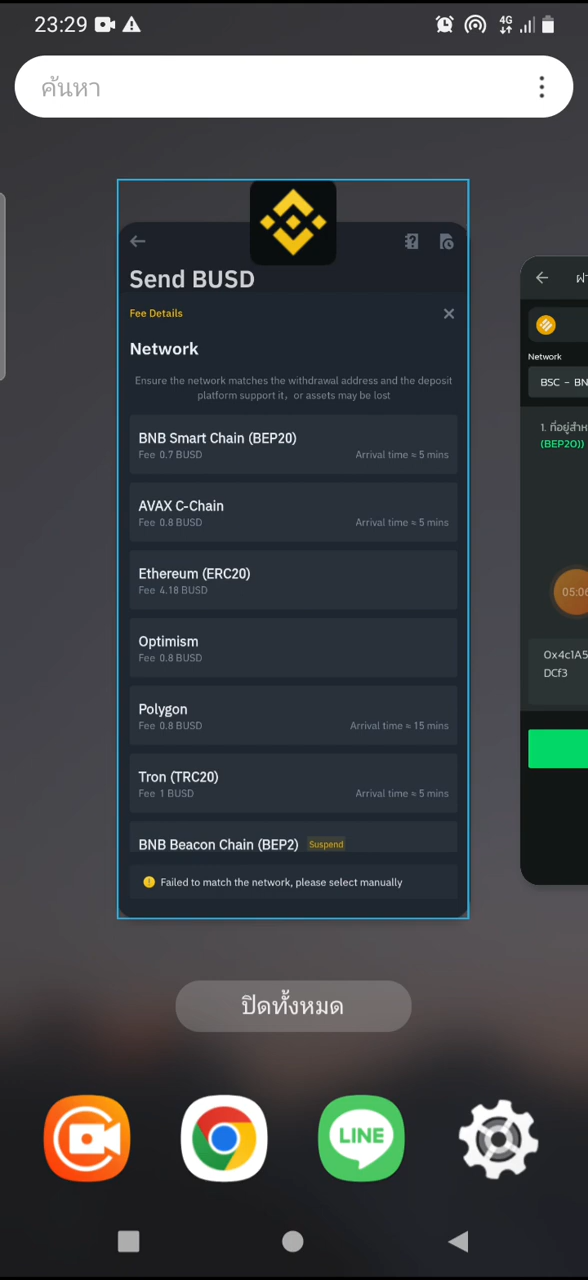 23:29
4G
ค้นหา
Send BUSD
Fee Details
Network
Ensure the network matches the withdrawal address and the deposit
platform support it, or assets may be lost
BNB Smart Chain (BEP20)
Fee 0.7 BUSD
Arrival time ≈ 5 mins
AVAX C-Chain
Fee 0.8 BUSD
Arrival time ≈ 5 mins
Ethereum (ERC20)
Fee 4.18 BUSD
Optimism
Fee 0.8 BUSD
Polygon
Fee 0.8 BUSD
Arrival time ≈ 15 mins
Tron (TRC20)
Fee 1 BUSD
Arrival time ≈ 5 mins
BNB Beacon Chain (BEP2)
Suspend
Failed to match the network, please select manually
Network
BSC - BN
1. ที่อยู่สำห
(BEP20))
05:06
0x4c1A5
DCf3
ปิดทั้งหมด
LINE